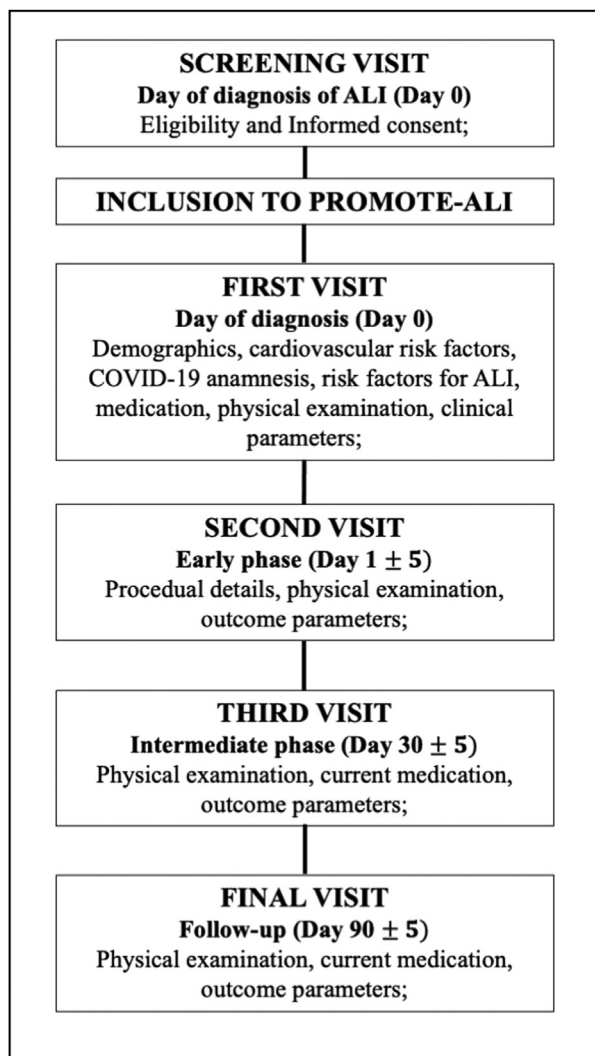 SCREENING VISIT
Day of diagnosis of ALI (Day 0)
Eligibility and Informed consent;
INCLUSION TO PROMOTE-ALI
FIRST VISIT
Day of diagnosis (Day 0)
Demographics, cardiovascular risk factors,
COVID-19 anamnesis, risk factors for ALI,
medication, physical examination, clinical
parameters;
SECOND VISIT
Early phase (Day 1 ± 5)
Procedual details, physical examination,
outcome parameters;
THIRD VISIT
Intermediate phase (Day 30 ± 5)
Physical examination, current medication,
outcome parameters;
FINAL VISIT
Follow-up (Day 90 ± 5)
Physical examination, current medication,
outcome parameters;